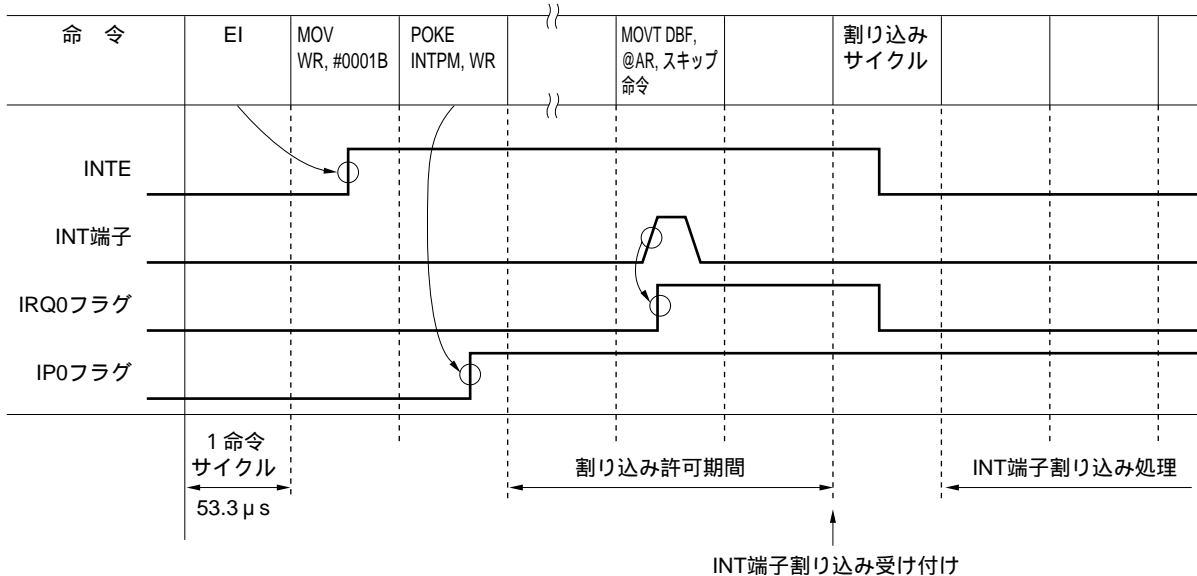 命　令
EI
MOV
WR, #0001B
POKE
INTPM, WR
MOVT DBF,
@AR, スキップ
命令
割り込み
サイクル
INTE
INT端子
IRQ0フラグ
IP0フラグ
1 命令
サイクル
53.3 μ s
割り込み許可期間
INT端子割り込み処理
INT端子割り込み受け付け